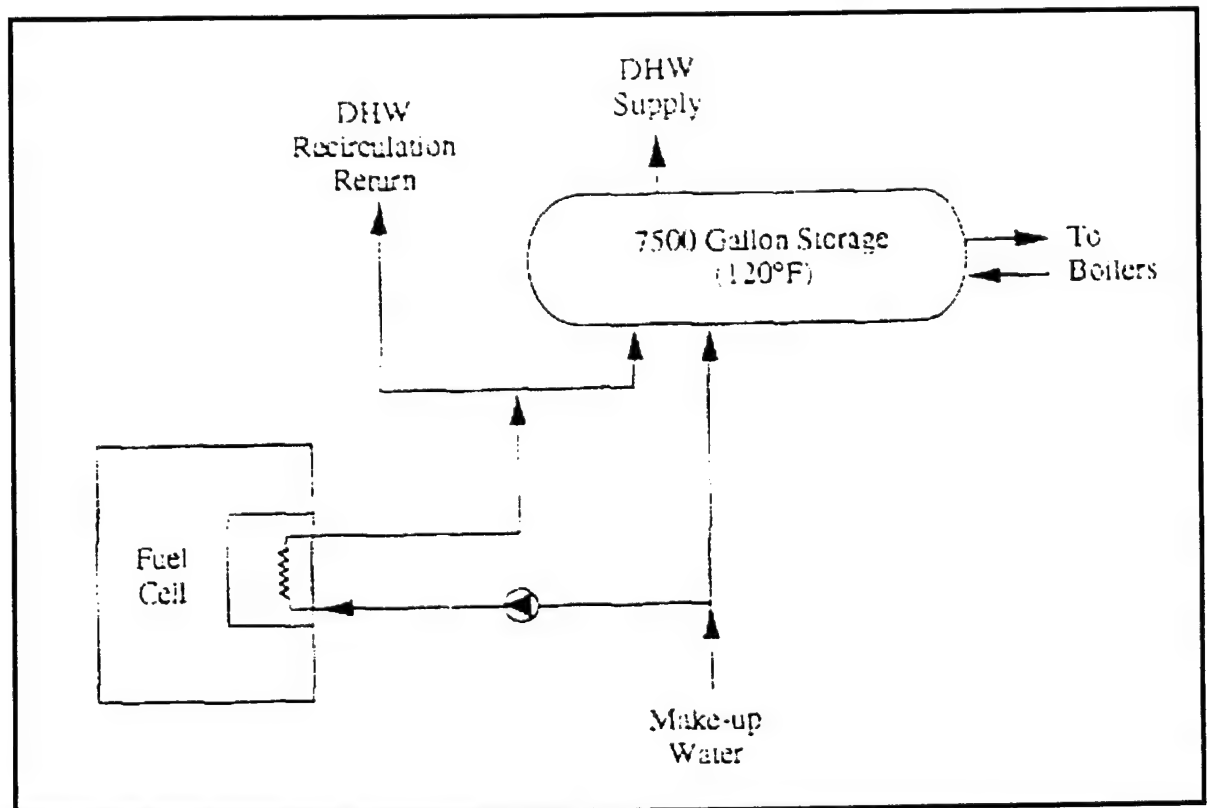 DHW
Supply
DHW
Recirculation
Return
7500 Gallon Storage
(120°F)
To
Boilers
Fuel
Cell
Make-up
Water